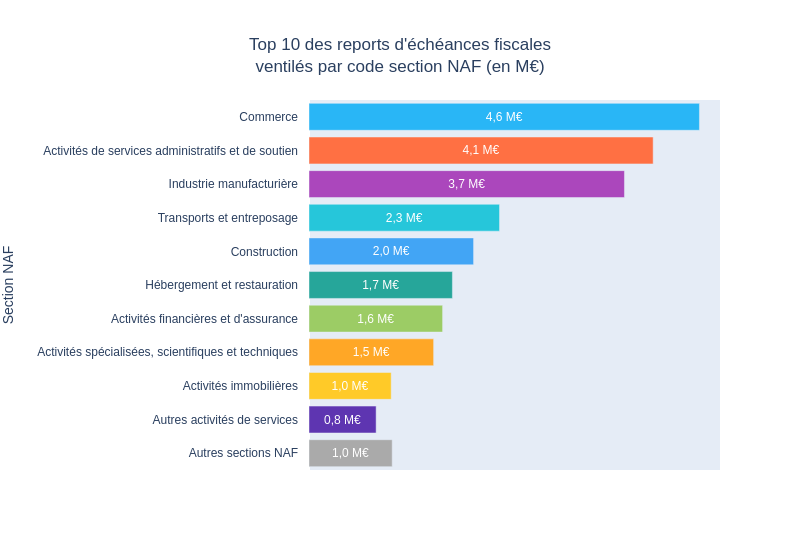 Top 10 des reports d'échéances fiscales
ventilés par code section NAF (en M€)
Section NAF
Commerce 4,6 M€
Activités de services administratifs et de soutien 4,1 M€
Industrie manufacturière 3,7 M€
Transports et entreposage 2,3 M€
Construction 2,0 M€
Hébergement et restauration 1,7 M€
Activités financières et d'assurance 1,6 M€
Activités spécialisées, scientifiques et techniques 1,5 M€
Activités immobilières 1,0 M€
Autres activités de services 0,8 M€
Autres sections NAF 1,0 M€